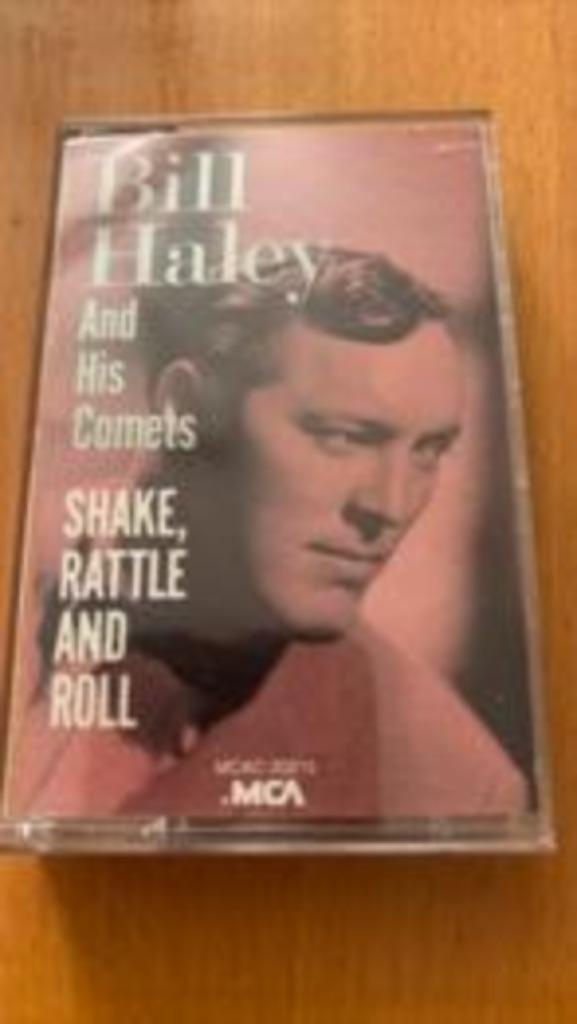 Bill
Haley
And
His
Comets
SHAKE,
RATTLE
AND
ROLL
MCA